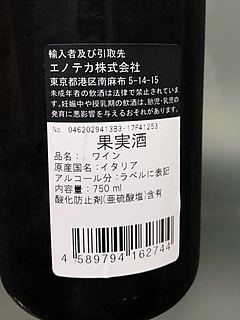 輸入者及び引取先
エノテカ株式会社
東京都港区南麻布5-14-15
未成年者の飲酒は法律で禁じられています。
妊娠中や授乳期の飲酒は、胎児・乳児の
発育に悪影響を与えるおそれがあります。
No. 0462029413B3-17F41253
果実酒
品名：ワイン
原産国名：イタリア
アルコール分：ラベルに表記
内容量：750ml
酸化防止剤(亜硫酸塩)含有
4 589794 162744